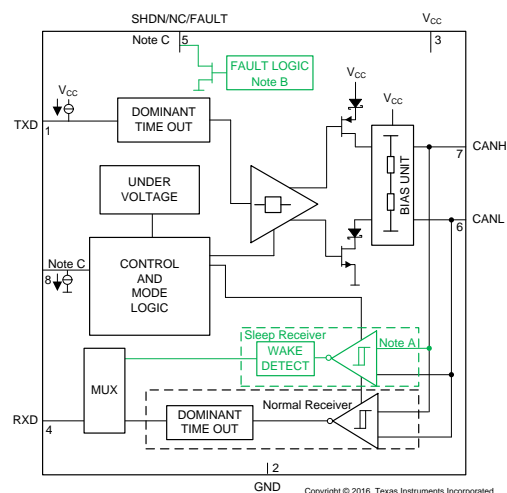 SHDN/NC/FAULT
VCC
Note C
5
3
FAULT LOGIC
Note B
VCC
VCC
VCC
TXD
1
DOMINANT
TIME OUT
CANH
7
BIAS UNIT
UNDER
VOLTAGE
CANL
6
Note C
8
CONTROL
AND
MODE
LOGIC
Sleep Receiver
Note A
WAKE
DETECT
MUX
Normal Receiver
RXD
4
DOMINANT
TIME OUT
2
GND
Copyright © 2016, Texas Instruments Incorporated